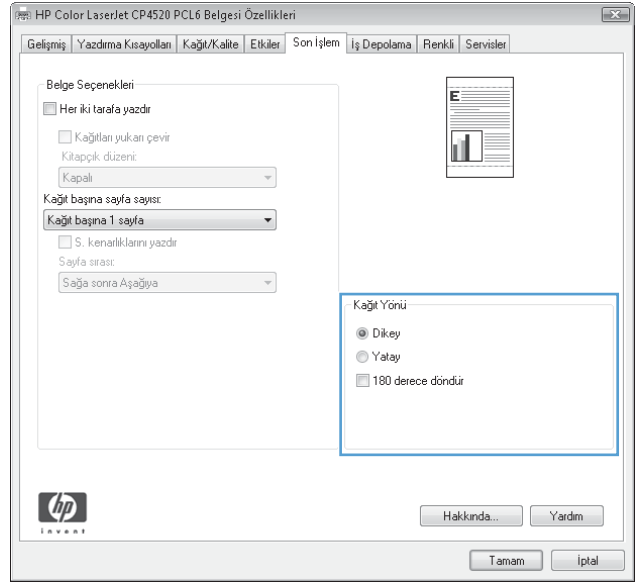 HP Color LaserJet CP4520 PCL6 Belgesi Özellikleri
Gelişmiş Yazdırma Kısayolları Kağıt/Kalite Etkiler Son İşlem İş Depolama Renkli Servisler
Belge Seçenekleri
Her iki tarafa yazdır
Kağıtları yukarı çevir
Kitapçık düzeni:
Kapalı
Kağıt başına sayfa sayısı:
Kağıt başına 1 sayfa
S. kenarlıklarını yazdır
Sayfa sırası:
Sağa sonra Aşağıya
E
Kağıt Yönü
Dikey
Yatay
180 derece döndür
hp
invent
Hakkında... Yardım
Tamam İptal